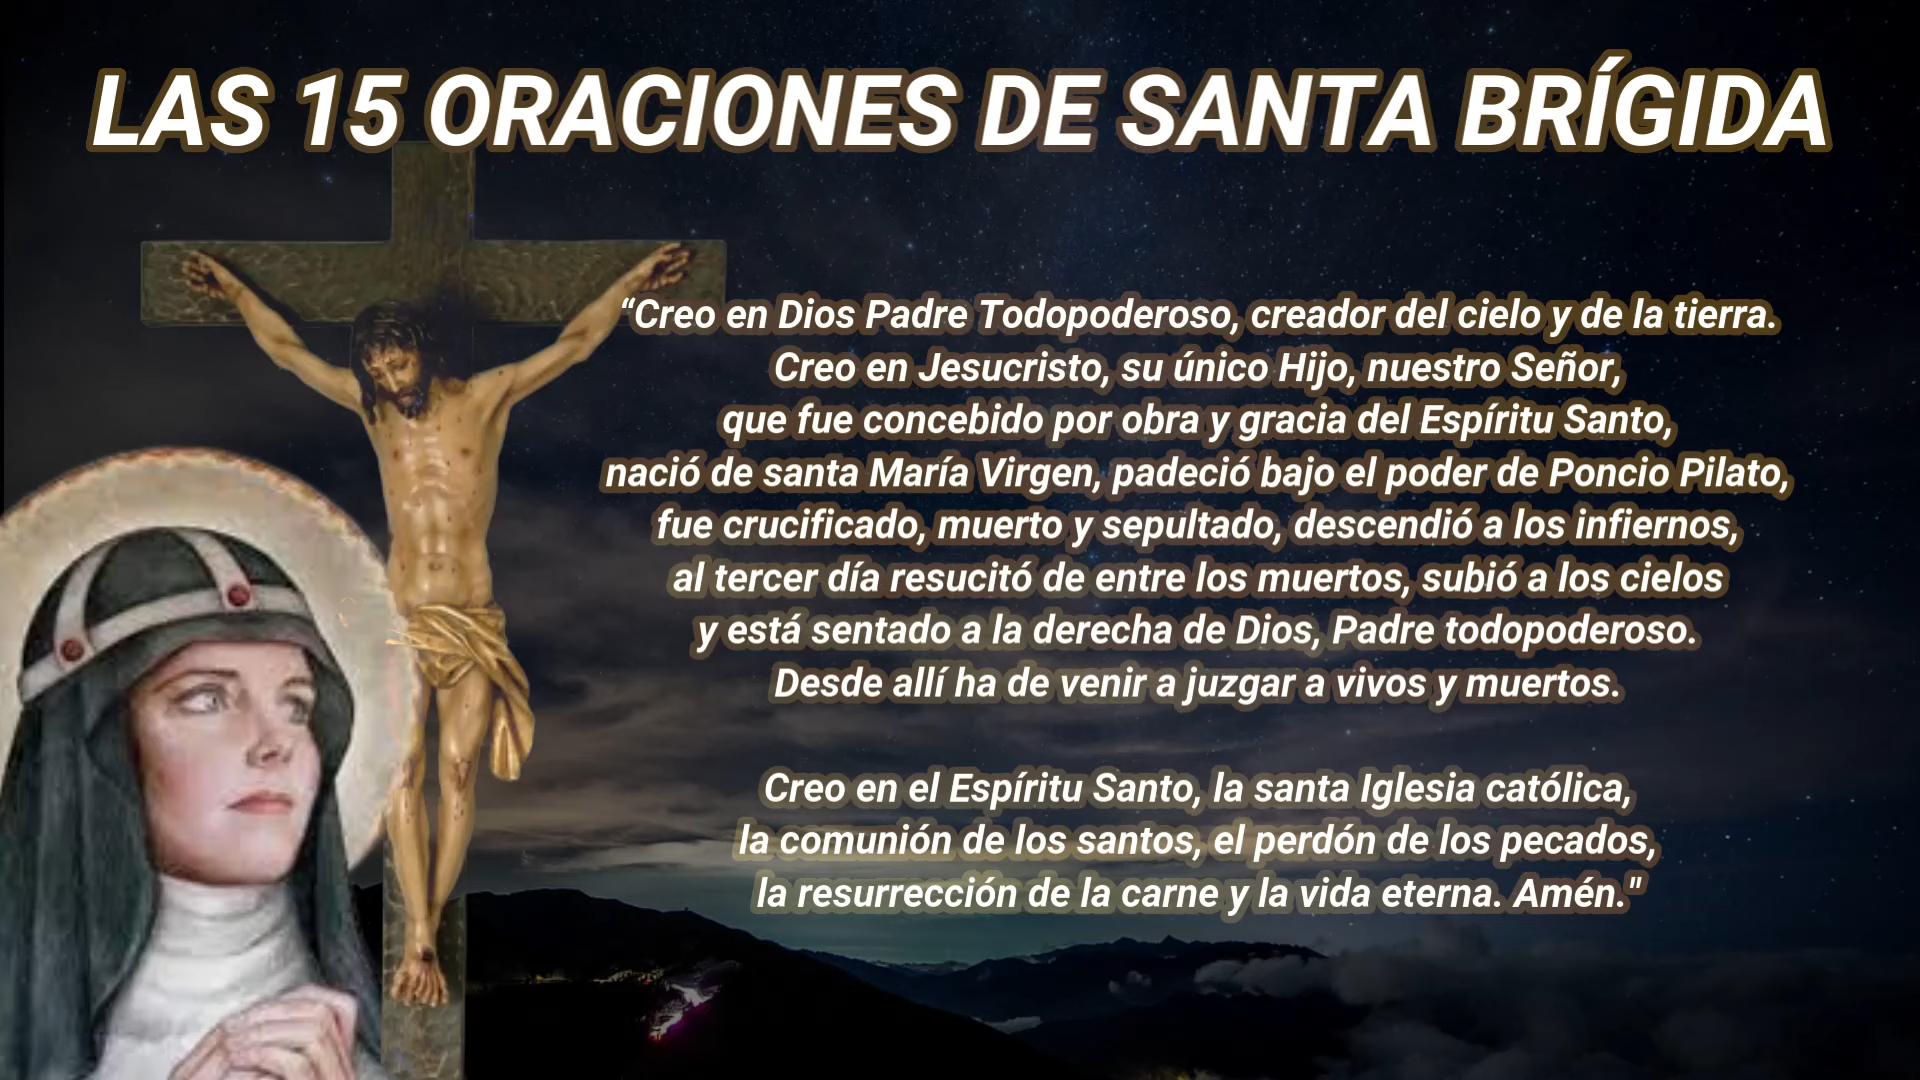 LAS 15 ORACIONES DE SANTA BRÍGIDA
“Creo en Dios Padre Todopoderoso, creador del cielo y de la tierra.
Creo en Jesucristo, su único Hijo, nuestro Señor,
que fue concebido por obra y gracia del Espíritu Santo,
nació de santa María Virgen, padeció bajo el poder de Poncio Pilato,
fue crucificado, muerto y sepultado, descendió a los infiernos,
al tercer día resucitó de entre los muertos, subió a los cielos
y está sentado a la derecha de Dios, Padre todopoderoso.
Desde allí ha de venir a juzgar a vivos y muertos.
Creo en el Espíritu Santo, la santa Iglesia católica,
la comunión de los santos, el perdón de los pecados,
la resurrección de la carne y la vida eterna. Amén."